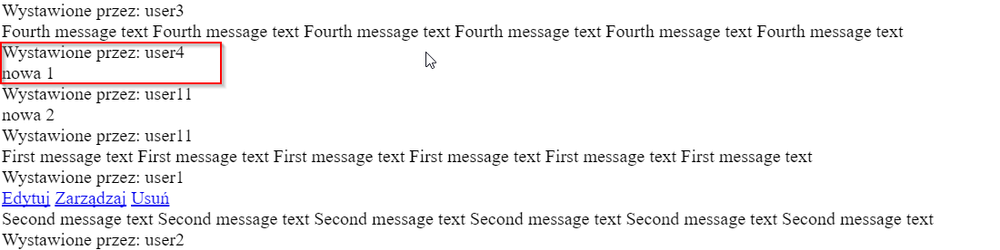 Wystawione przez: user3
Fourth message text Fourth message text Fourth message text Fourth message text Fourth message text Fourth message text
Wystawione przez: user4
nowa 1
Wystawione przez: user11
nowa 2
Wystawione przez: user11
First message text First message text First message text First message text First message text First message text
Wystawione przez: user1
Edytuj Zarządzaj Usuń
Second message text Second message text Second message text Second message text Second message text Second message text
Wystawione przez: user2